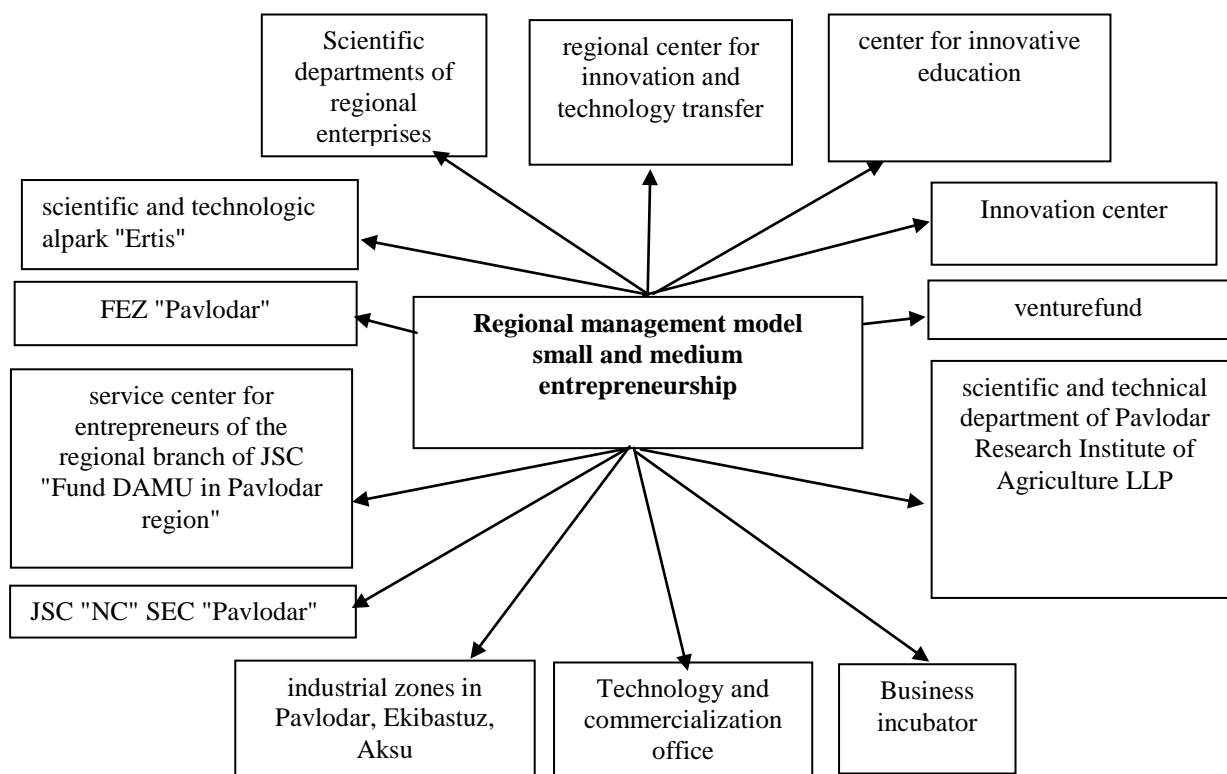 Scientific
departments of
regional
enterprises
regional center for
innovation and
technology transfer
center for innovative
education
scientific and technologic
alpark "Ertis"
Innovation center
FEZ "Pavlodar"
Regional management model
small and medium
entrepreneurship
venturefund
service center for
entrepreneurs of the
regional branch of JSC
"Fund DAMU in Pavlodar
region"
scientific and technical
department of Pavlodar
Research Institute of
Agriculture LLP
JSC "NC" SEC "Pavlodar"
industrial zones in
Pavlodar, Ekibastuz,
Aksu
Technology and
commercialization
office
Business
incubator